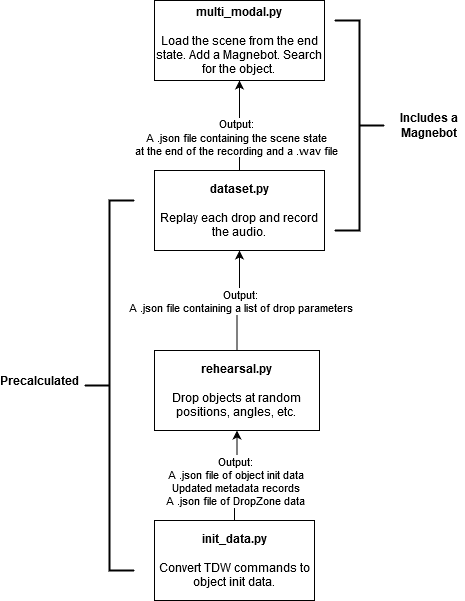 multi_modal.py
Load the scene from the end
state. Add a Magnebot. Search
for the object.
Output:
A .json file containing the scene state
at the end of the recording and a .wav file
Includes a
Magnebot
dataset.py
Replay each drop and record
the audio.
Output:
A .json file containing a list of drop parameters
Precalculated
rehearsal.py
Drop objects at random
positions, angles, etc.
Output:
A .json file of object init data
Updated metadata records
A .json file of DropZone data
init_data.py
Convert TDW commands to
object init data.